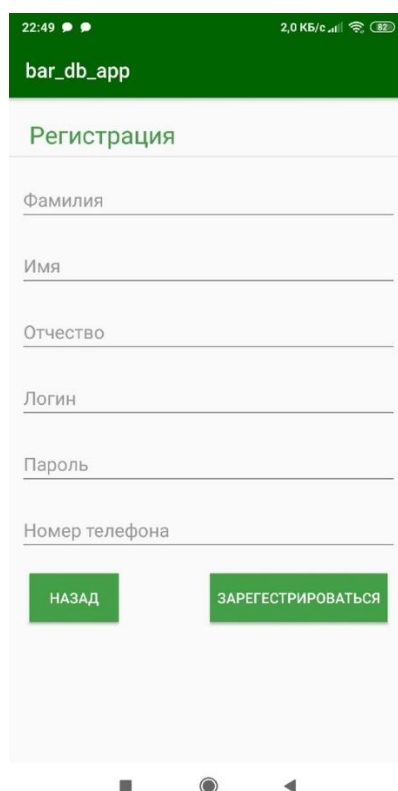 22:49 2,0 КБ/с 82
bar_db_app
Регистрация
Фамилия
Имя
Отчество
Логин
Пароль
Номер телефона
НАЗАД ЗАРЕГЕСТРИРОВАТЬСЯ